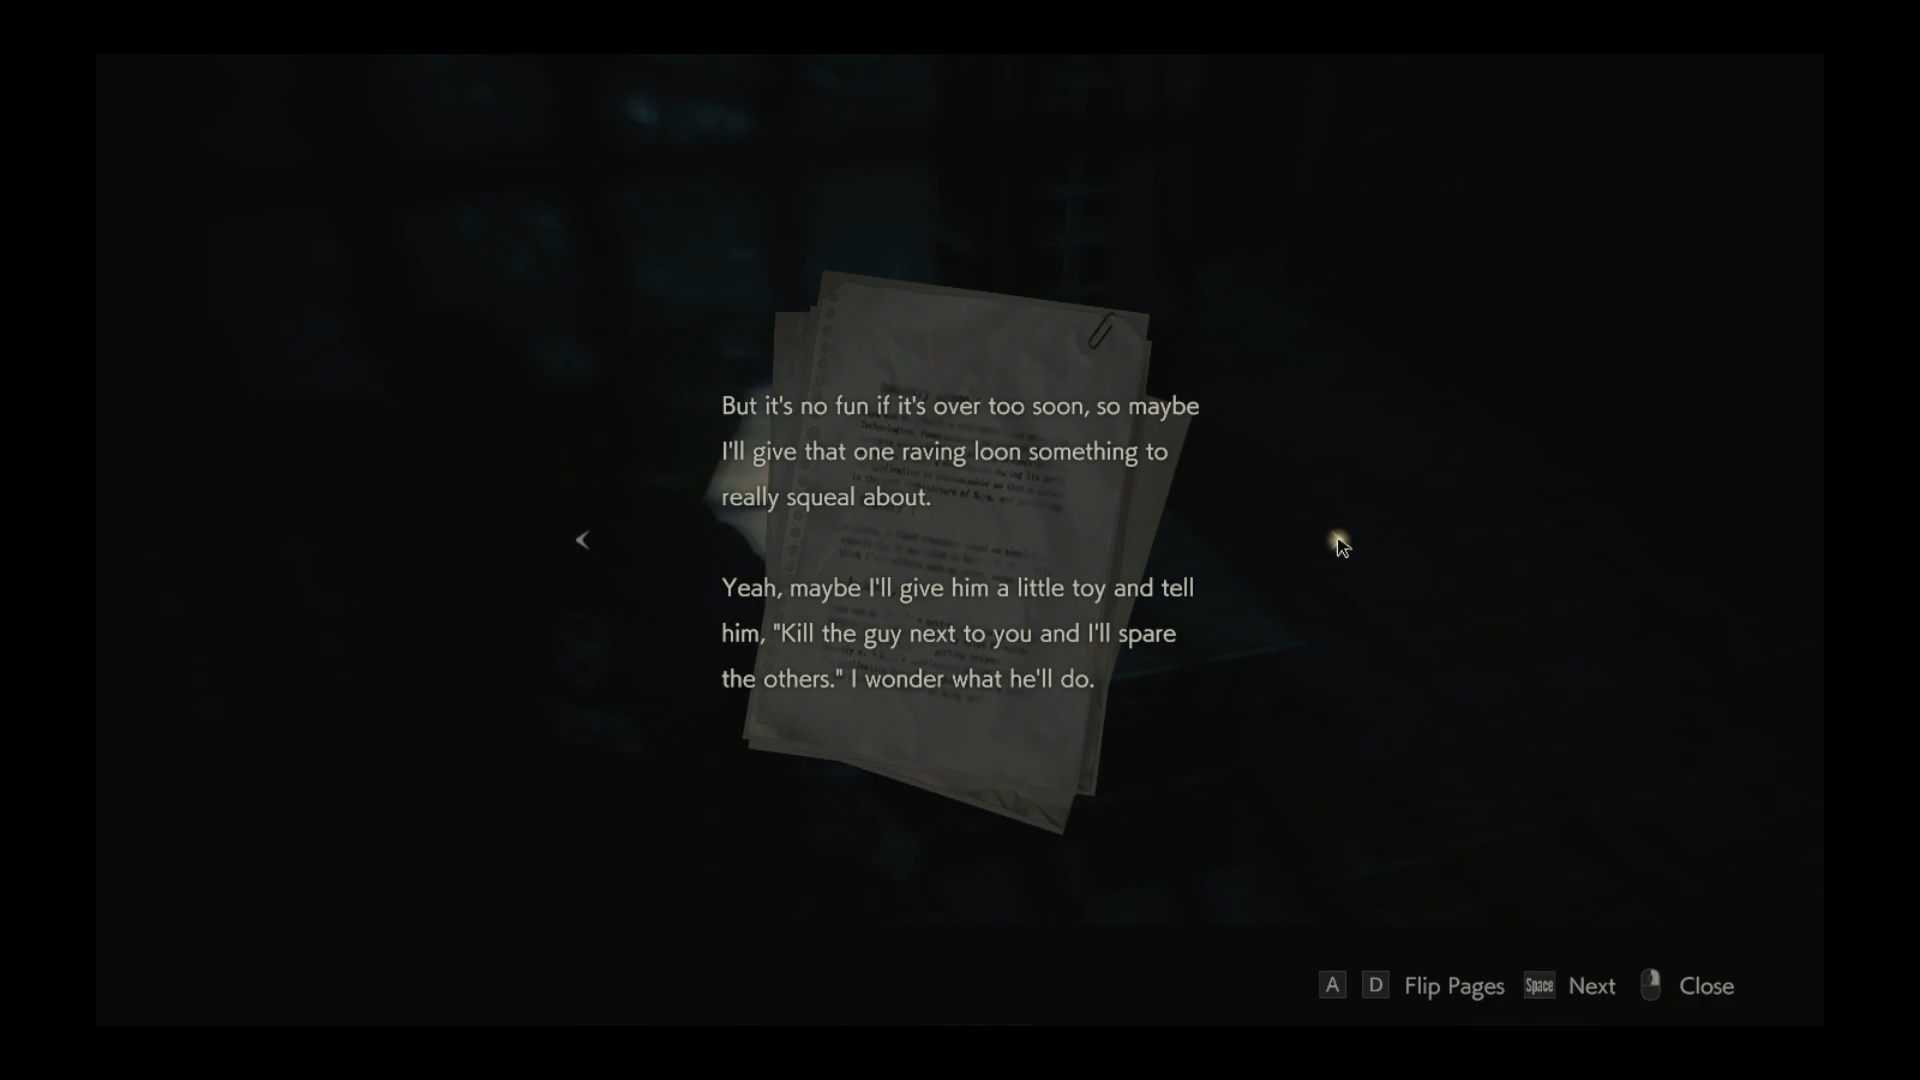 But it's no fun if it's over too soon, so maybe
I'll give that one raving loon something to
really squeal about.
Yeah, maybe I'll give him a little toy and tell
him, "Kill the guy next to you and I'll spare
the others." I wonder what he'll do.
A D Flip Pages Space Next Close